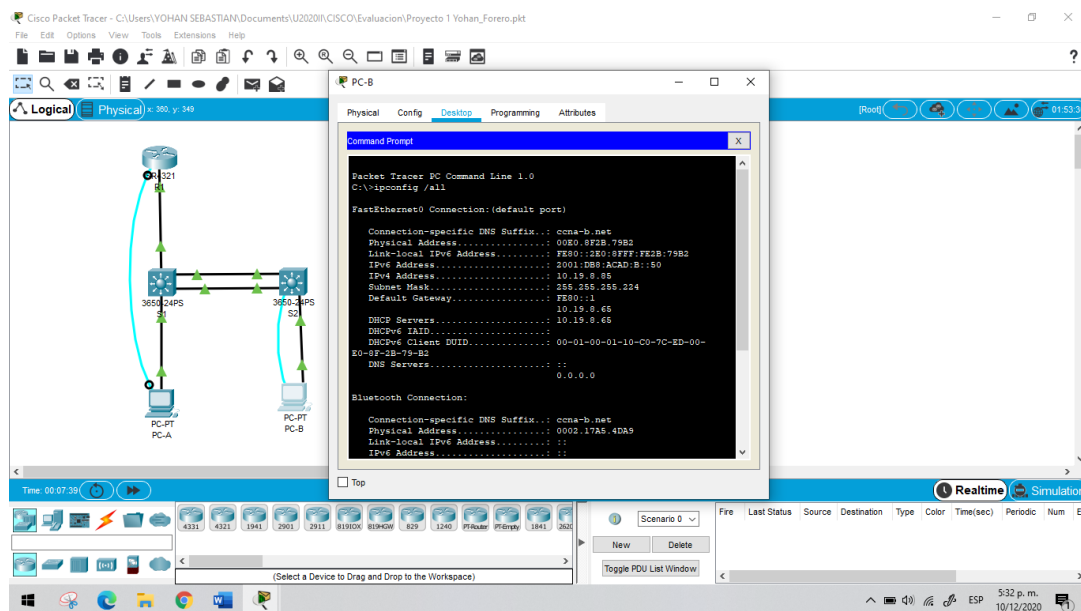 Cisco Packet Tracer - C:\Users\YOHAN SEBASTIAN\Documents\U2020II\CISCO\Evaluacion\Proyecto 1 Yohan_Forero.pkt
File Edit Options View Tools Extensions Help
?
Logical Physical x: 360, y: 349
[Root]
01:53:3
4321
R1
3650-24PS
S1
3650-24PS
S2
PC-PT
PC-A
PC-PT
PC-B
PC-B
Physical Config Desktop Programming Attributes
Command Prompt X
Packet Tracer PC Command Line 1.0
C:\>ipconfig /all
FastEthernet0 Connection:(default port)
Connection-specific DNS Suffix..: ccna-b.net
Physical Address................: 00E0.8F2B.79B2
Link-local IPv6 Address.........: FE80::2E0:8FFF:FE2B:79B2
IPv6 Address....................: 2001:DB8:ACAD:B::50
IPv4 Address....................: 10.19.8.85
Subnet Mask.....................: 255.255.255.224
Default Gateway.................: FE80::1
10.19.8.65
DHCP Servers....................: 10.19.8.65
DHCPv6 IAID.....................:
DHCPv6 Client DUID..............: 00-01-00-01-10-C0-7C-ED-00-
E0-8F-2B-79-B2
DNS Servers.....................: ::
0.0.0.0
Bluetooth Connection:
Connection-specific DNS Suffix..: ccna-b.net
Physical Address................: 0002.17A5.4DA9
Link-local IPv6 Address.........: ::
IPv6 Address....................: ::
Top
Time: 00:07:39
Realtime Simulation
4331 4321 1941 2901 2911 819IOX 819HGW 829 1240 PT-Router PT-Empty 1841 2620
(Select a Device to Drag and Drop to the Workspace)
Scenario 0
New Delete
Toggle PDU List Window
Fire Last Status Source Destination Type Color Time(sec) Periodic Num E
ESP
5:32 p. m.
10/12/2020